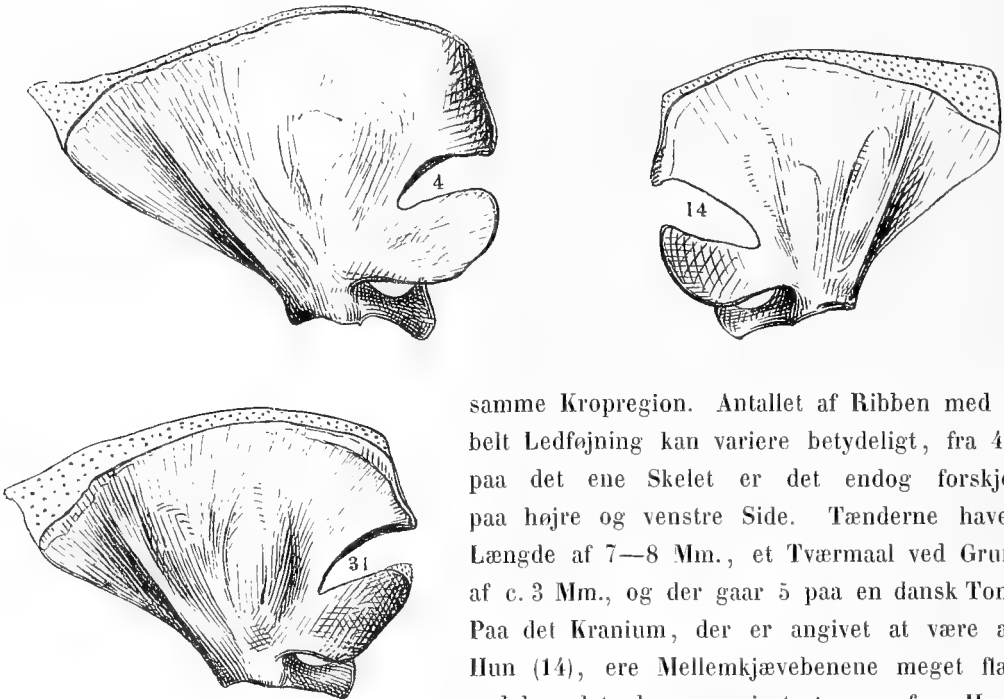 4
14
31
samme Kropregion. Antallet af Ribben med
belt Ledføjning kan variere betydeligt, fra 4
paa det ene Skelet er det endog forskje
paa højre og venstre Side. Tænderne have
Længde af 7—8 Mm., et Tværmaal ved Gru
af c. 3 Mm., og der gaar 5 paa en dansk Tom
Paa det Kranium, der er angivet at være a
Hun (14), ere Mellemkjævebenene meget fla